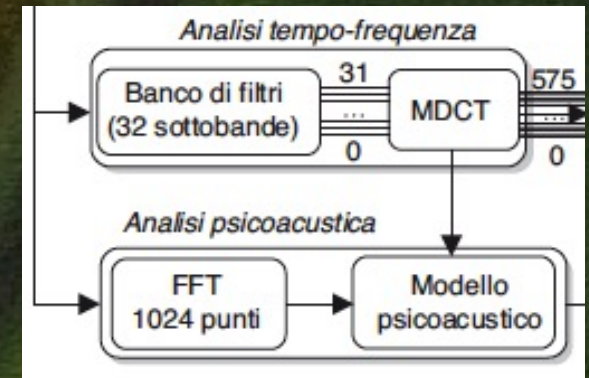 Analisi tempo-frequenza
Banco di filtri
(32 sottobande)
31
...
0
MDCT
575
...
0
Analisi psicoacustica
FFT
1024 punti
Modello
psicoacustico